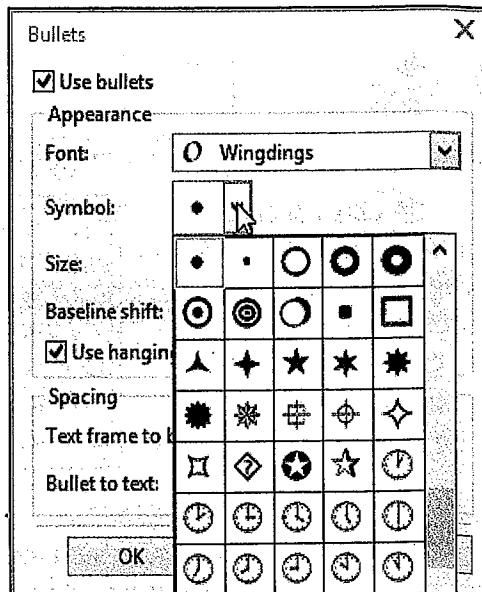 Bullets
Use bullets
Appearance
Font: O Wingdings
Symbol:
Size:
Baseline shift:
Use hanging
Spacing
Text frame to b
Bullet to text:
OK